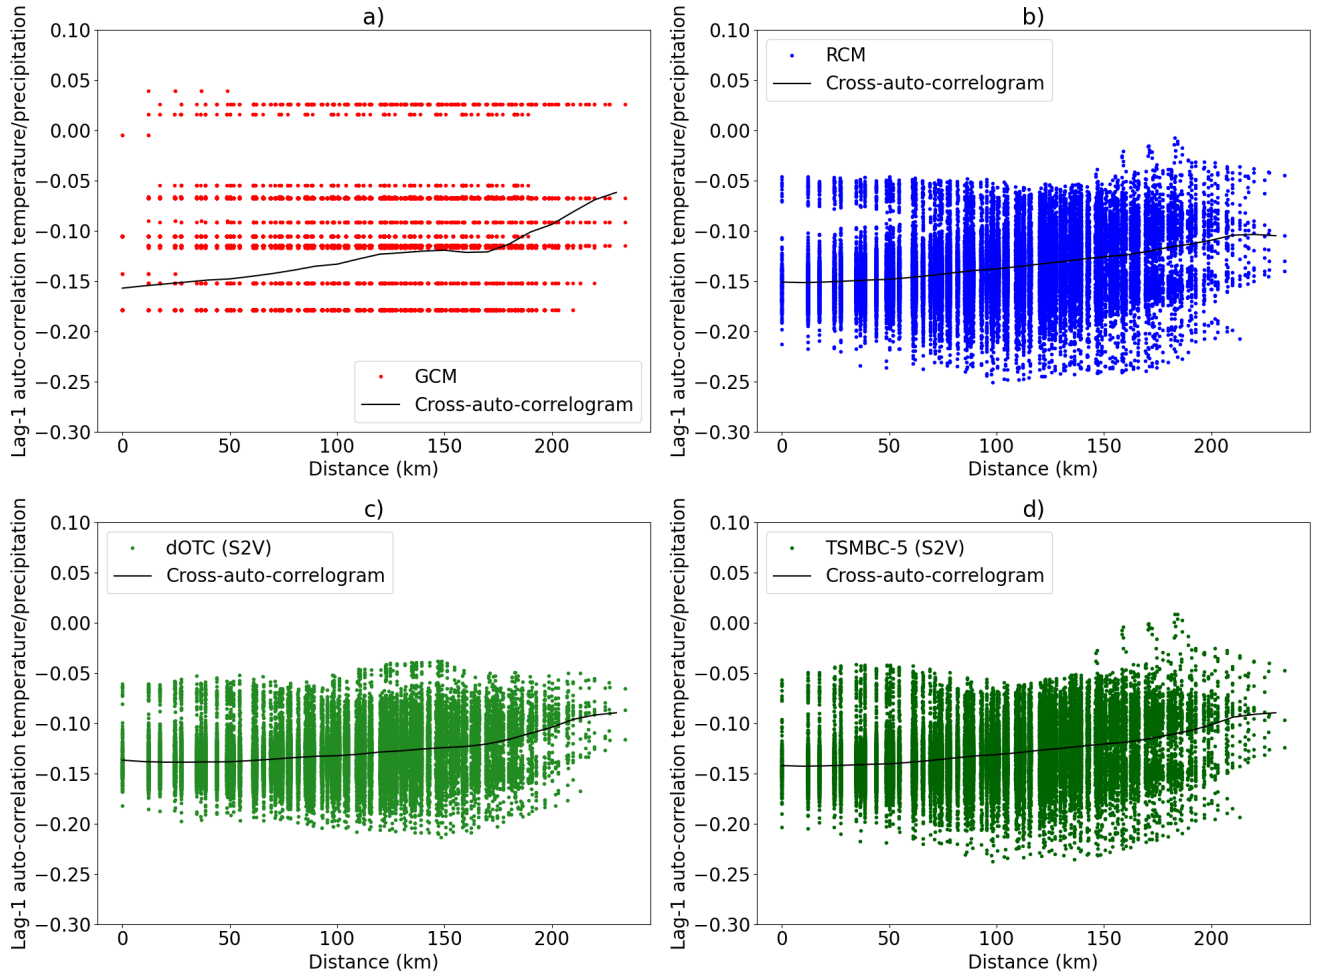 a)
Lag-1 auto-correlation temperature/precipitation
0.10
0.05
0.00
−0.05
−0.10
−0.15
−0.20
−0.25
−0.30
GCM
Cross-auto-correlogram
0 50 100 150 200
Distance (km)
b)
Lag-1 auto-correlation temperature/precipitation
0.10
0.05
0.00
−0.05
−0.10
−0.15
−0.20
−0.25
−0.30
RCM
Cross-auto-correlogram
0 50 100 150 200
Distance (km)
c)
Lag-1 auto-correlation temperature/precipitation
0.10
0.05
0.00
−0.05
−0.10
−0.15
−0.20
−0.25
−0.30
dOTC (S2V)
Cross-auto-correlogram
0 50 100 150 200
Distance (km)
d)
Lag-1 auto-correlation temperature/precipitation
0.10
0.05
0.00
−0.05
−0.10
−0.15
−0.20
−0.25
−0.30
TSMBC-5 (S2V)
Cross-auto-correlogram
0 50 100 150 200
Distance (km)